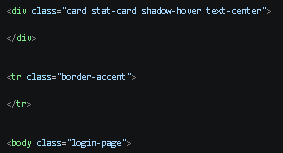 <div class="card stat-card shadow-hover text-center">
</div>
<tr class="border-accent">
</tr>
<body class="login-page">